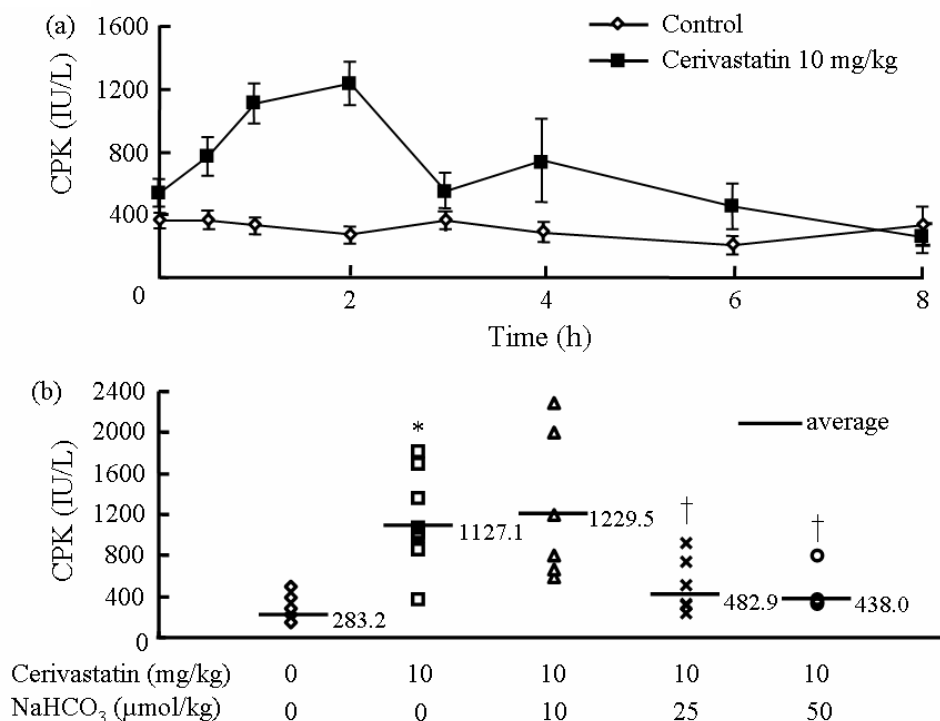 (a)
1600
1200
800
400
0
CPK (IU/L)
Control
Cerivastatin 10 mg/kg
2
4
6
8
Time (h)
(b)
2400
2000
1600
1200
800
400
0
CPK (IU/L)
*
†
†
average
283.2
1127.1
1229.5
482.9
438.0
Cerivastatin (mg/kg) 0 10 10 10 10
NaHCO₃ (μmol/kg) 0 0 10 25 50